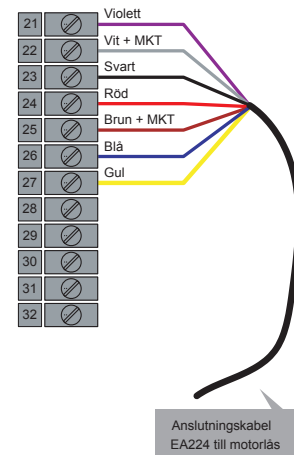 21 Violett
22 Vit + MKT
23 Svart
24 Röd
25 Brun + MKT
26 Blå
27 Gul
28
29
30
31
32
Anslutningskabel
EA224 till motorlås